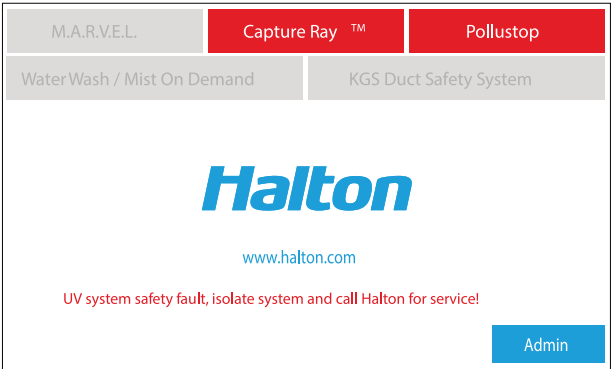 M.A.R.V.E.L.
Capture Ray ™
Pollustop
Water Wash / Mist On Demand
KGS Duct Safety System
Halton
www.halton.com
UV system safety fault, isolate system and call Halton for service!
Admin